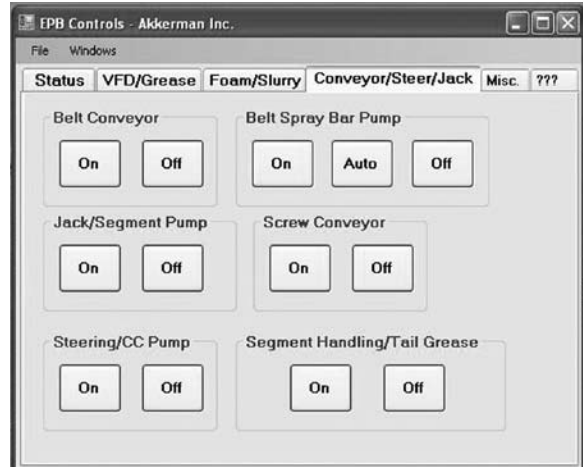 EPB Controls - Akkerman Inc.
File Windows
Status VFD/Grease Foam/Slurry Conveyor/Steer/Jack Misc. ???
Belt Conveyor Belt Spray Bar Pump
On Off On Auto Off
Jack/Segment Pump Screw Conveyor
On Off On Off
Steering/CC Pump Segment Handling/Tail Grease
On Off On Off